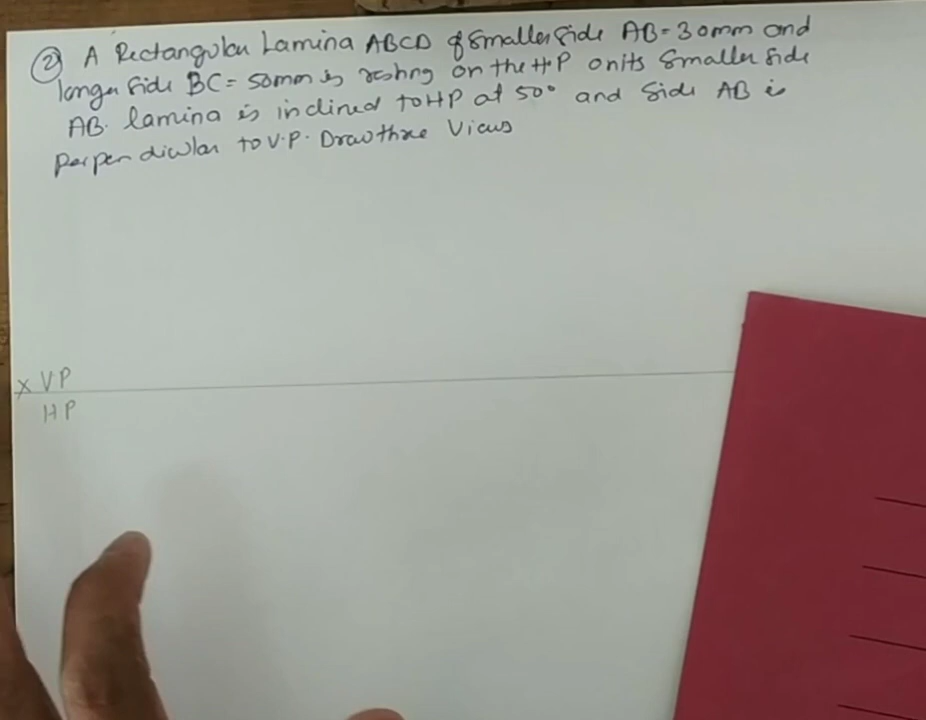 ② A Rectangular Lamina ABCD of Smaller Side AB=30mm and
longer Side BC=50mm is resting on the HP on its Smaller Side
AB. lamina is inclined to HP at 50° and Side AB is
perpendicular to V.P. Draw three Views
X VP
HP